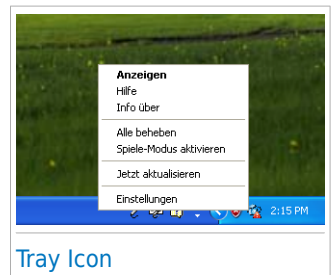 Anzeigen
Hilfe
Info über
Alle beheben
Spiele-Modus aktivieren
Jetzt aktualisieren
Einstellungen
2:15 PM
Tray Icon